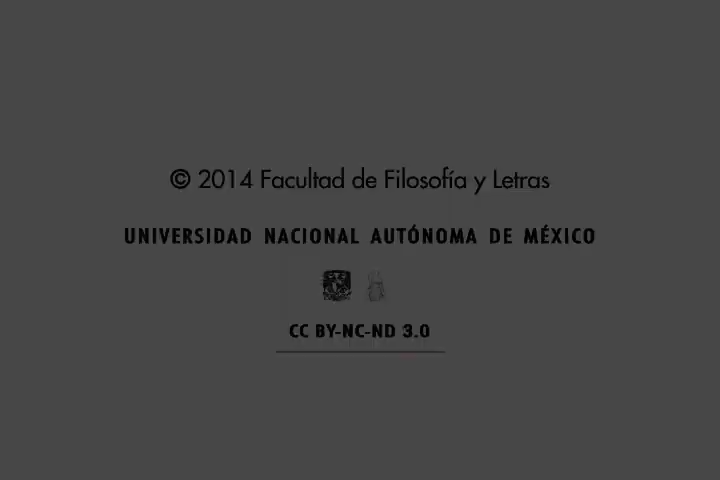 © 2014 Facultad de Filosofía y Letras
UNIVERSIDAD NACIONAL AUTÓNOMA DE MÉXICO
CC BY-NC-ND 3.0